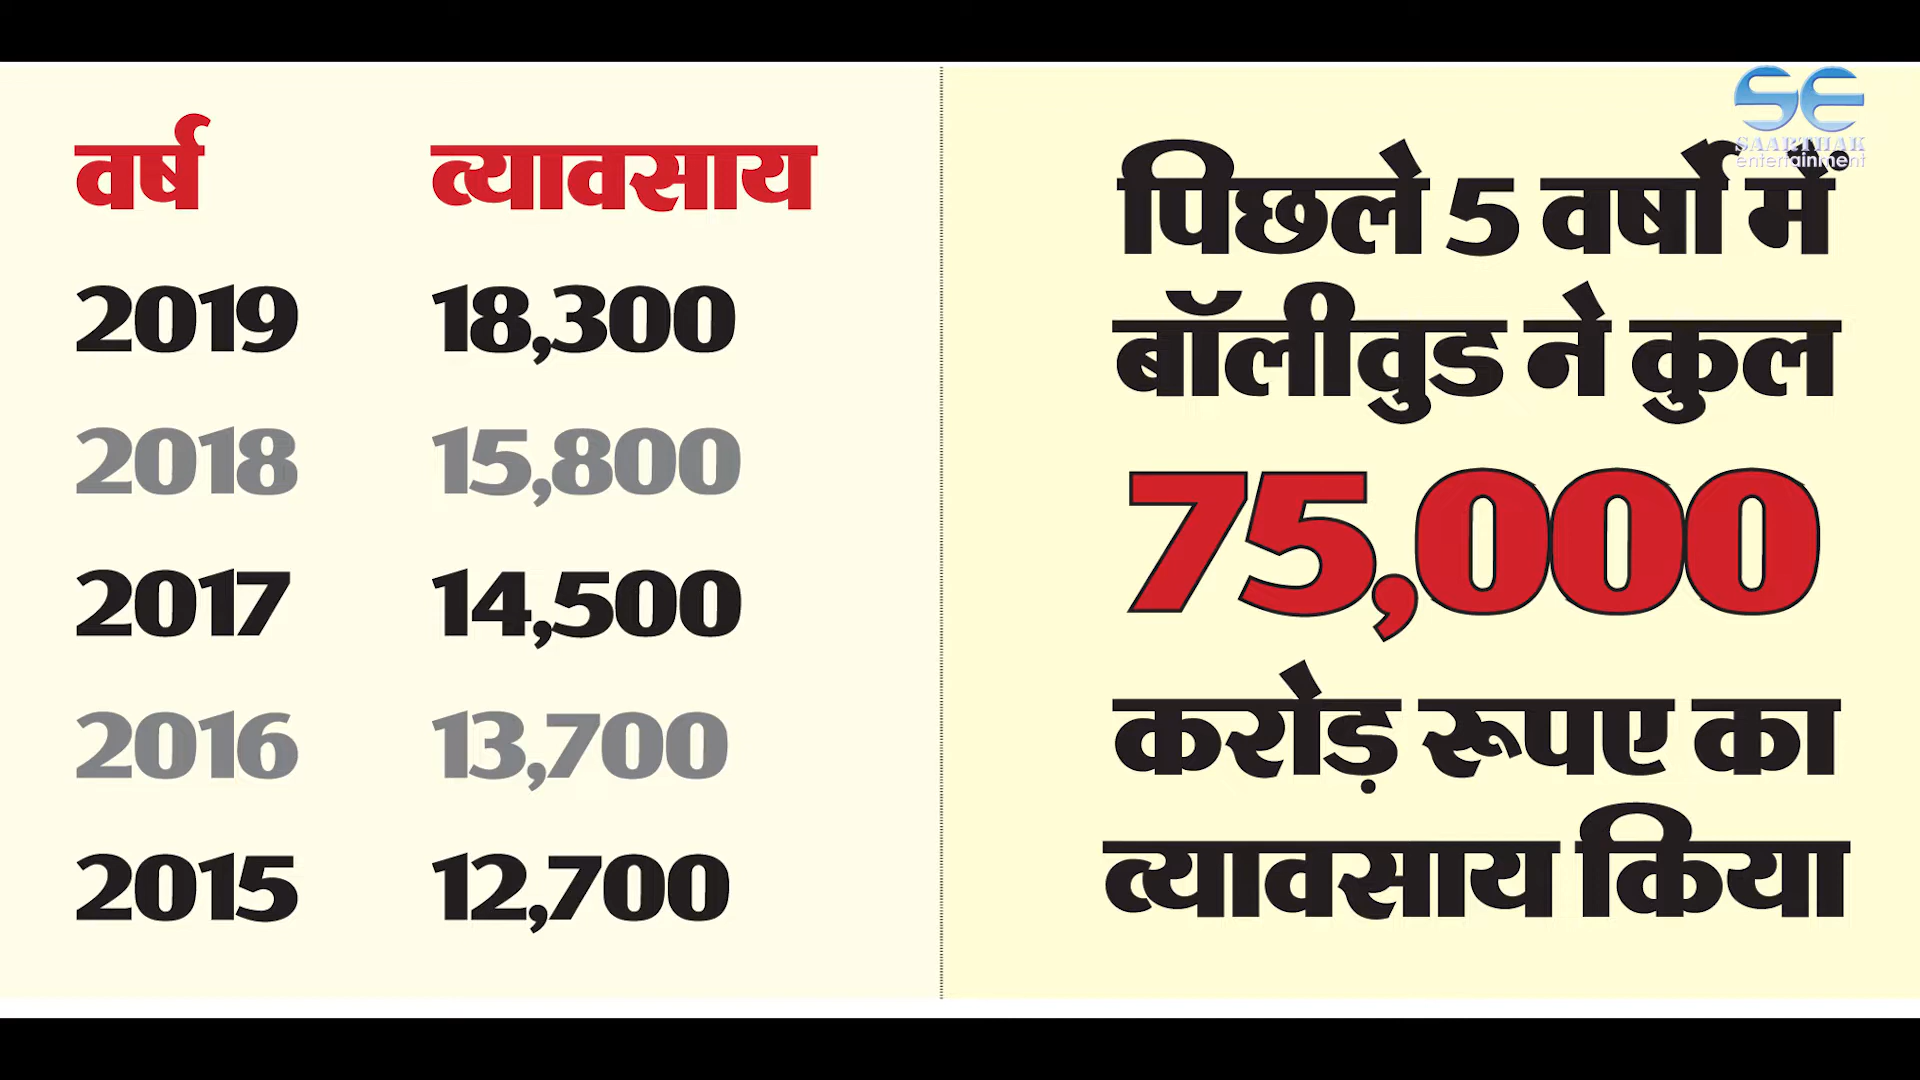 वर्ष व्यावसाय
2019 18,300
2018 15,800
2017 14,500
2016 13,700
2015 12,700
SE
SAARTHAK
entertainment
पिछले 5 वर्षों में
बॉलीवुड ने कुल
75,000
करोड़ रूपए का
व्यावसाय किया